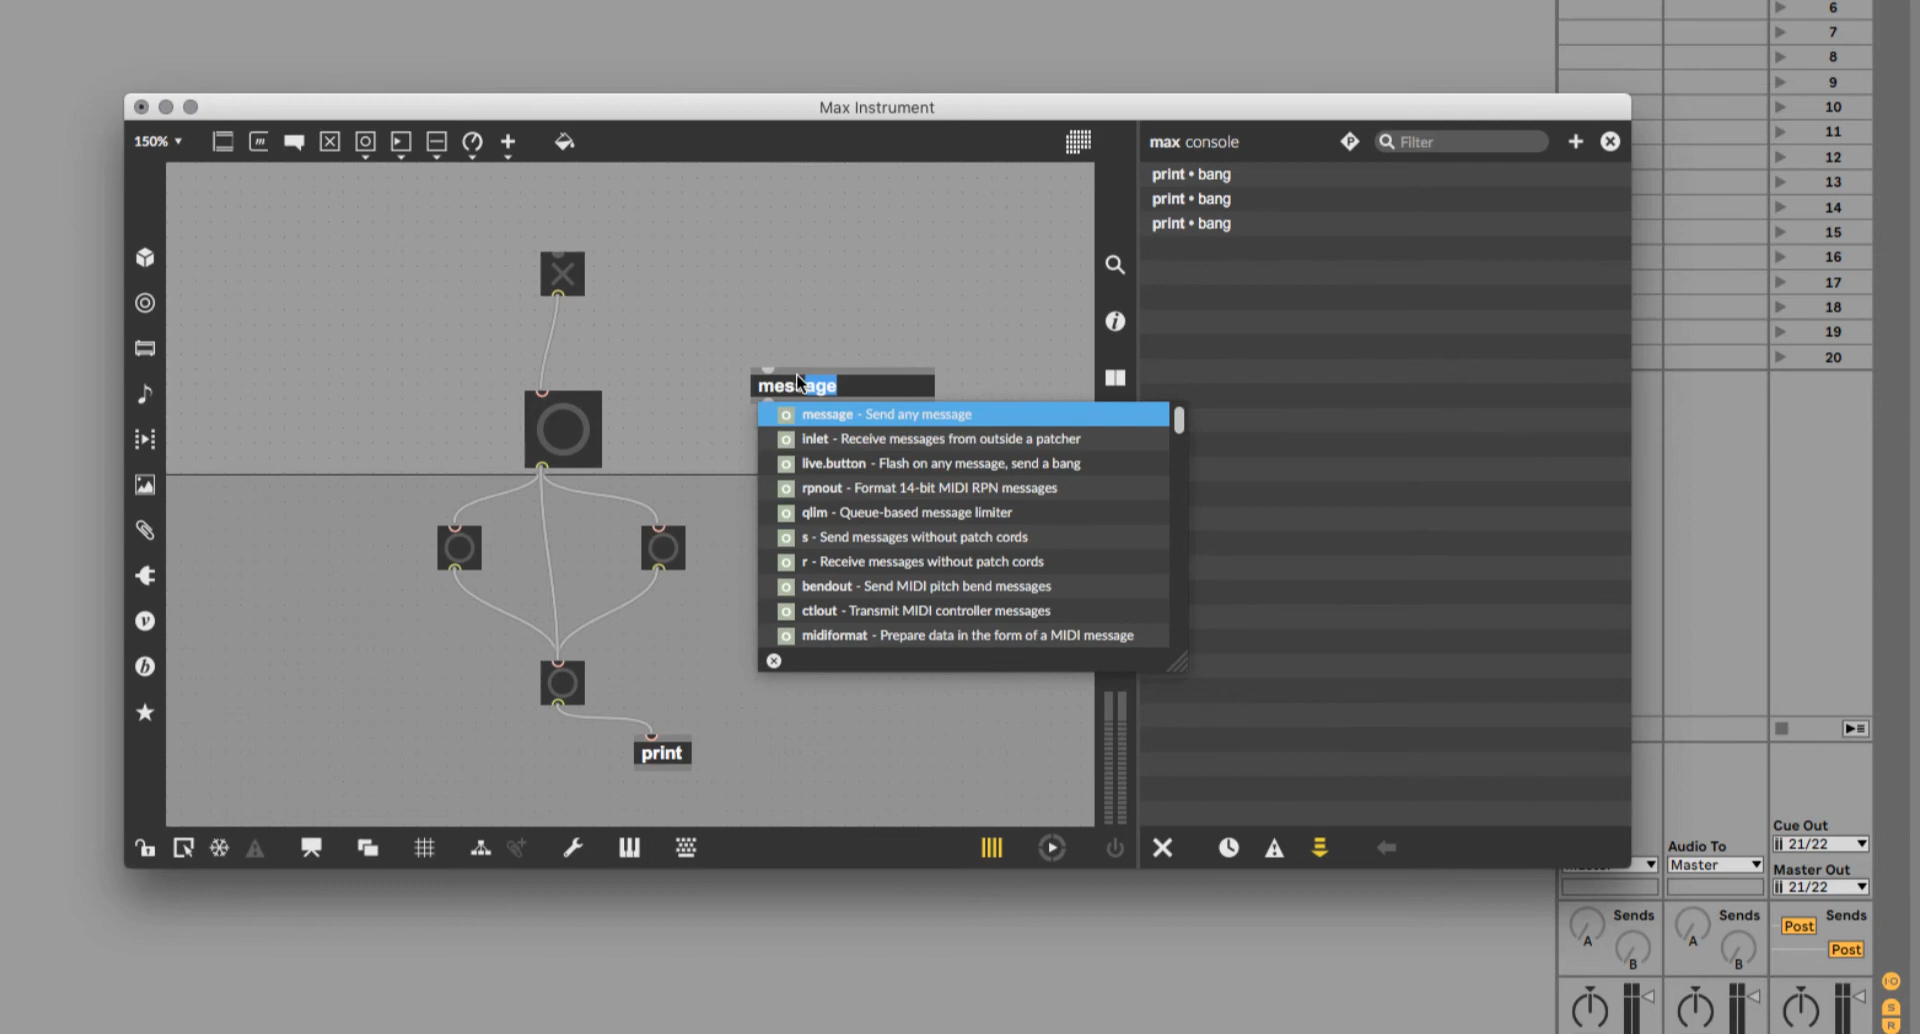 6
7
8
9
10
11
12
13
14
15
16
17
18
19
20
Max Instrument
150%
m
max console
Filter
print • bang
print • bang
print • bang
message
message - Send any message
inlet - Receive messages from outside a patcher
live.button - Flash on any message, send a bang
rpnout - Format 14-bit MIDI RPN messages
qlim - Queue-based message limiter
s - Send messages without patch cords
r - Receive messages without patch cords
bendout - Send MIDI pitch bend messages
ctlout - Transmit MIDI controller messages
midiformat - Prepare data in the form of a MIDI message
print
Cue Out
21/22
Audio To
Master
Master Out
21/22
Sends
A
B
Sends
A
B
Sends
Post
Post
I·O
S
R